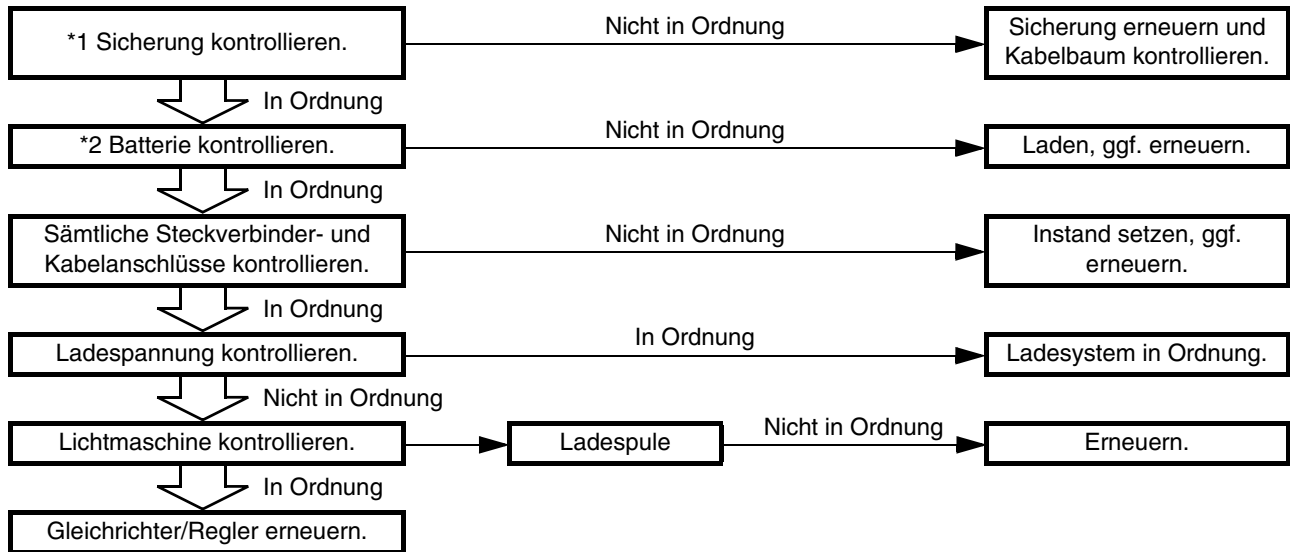 *1 Sicherung kontrollieren.
Nicht in Ordnung
Sicherung erneuern und
Kabelbaum kontrollieren.
In Ordnung
*2 Batterie kontrollieren.
Nicht in Ordnung
Laden, ggf. erneuern.
In Ordnung
Sämtliche Steckverbinder- und
Kabelanschlüsse kontrollieren.
Nicht in Ordnung
Instand setzen, ggf.
erneuern.
In Ordnung
Ladespannung kontrollieren.
In Ordnung
Ladesystem in Ordnung.
Nicht in Ordnung
Lichtmaschine kontrollieren.
Ladespule
Nicht in Ordnung
Erneuern.
In Ordnung
Gleichrichter/Regler erneuern.